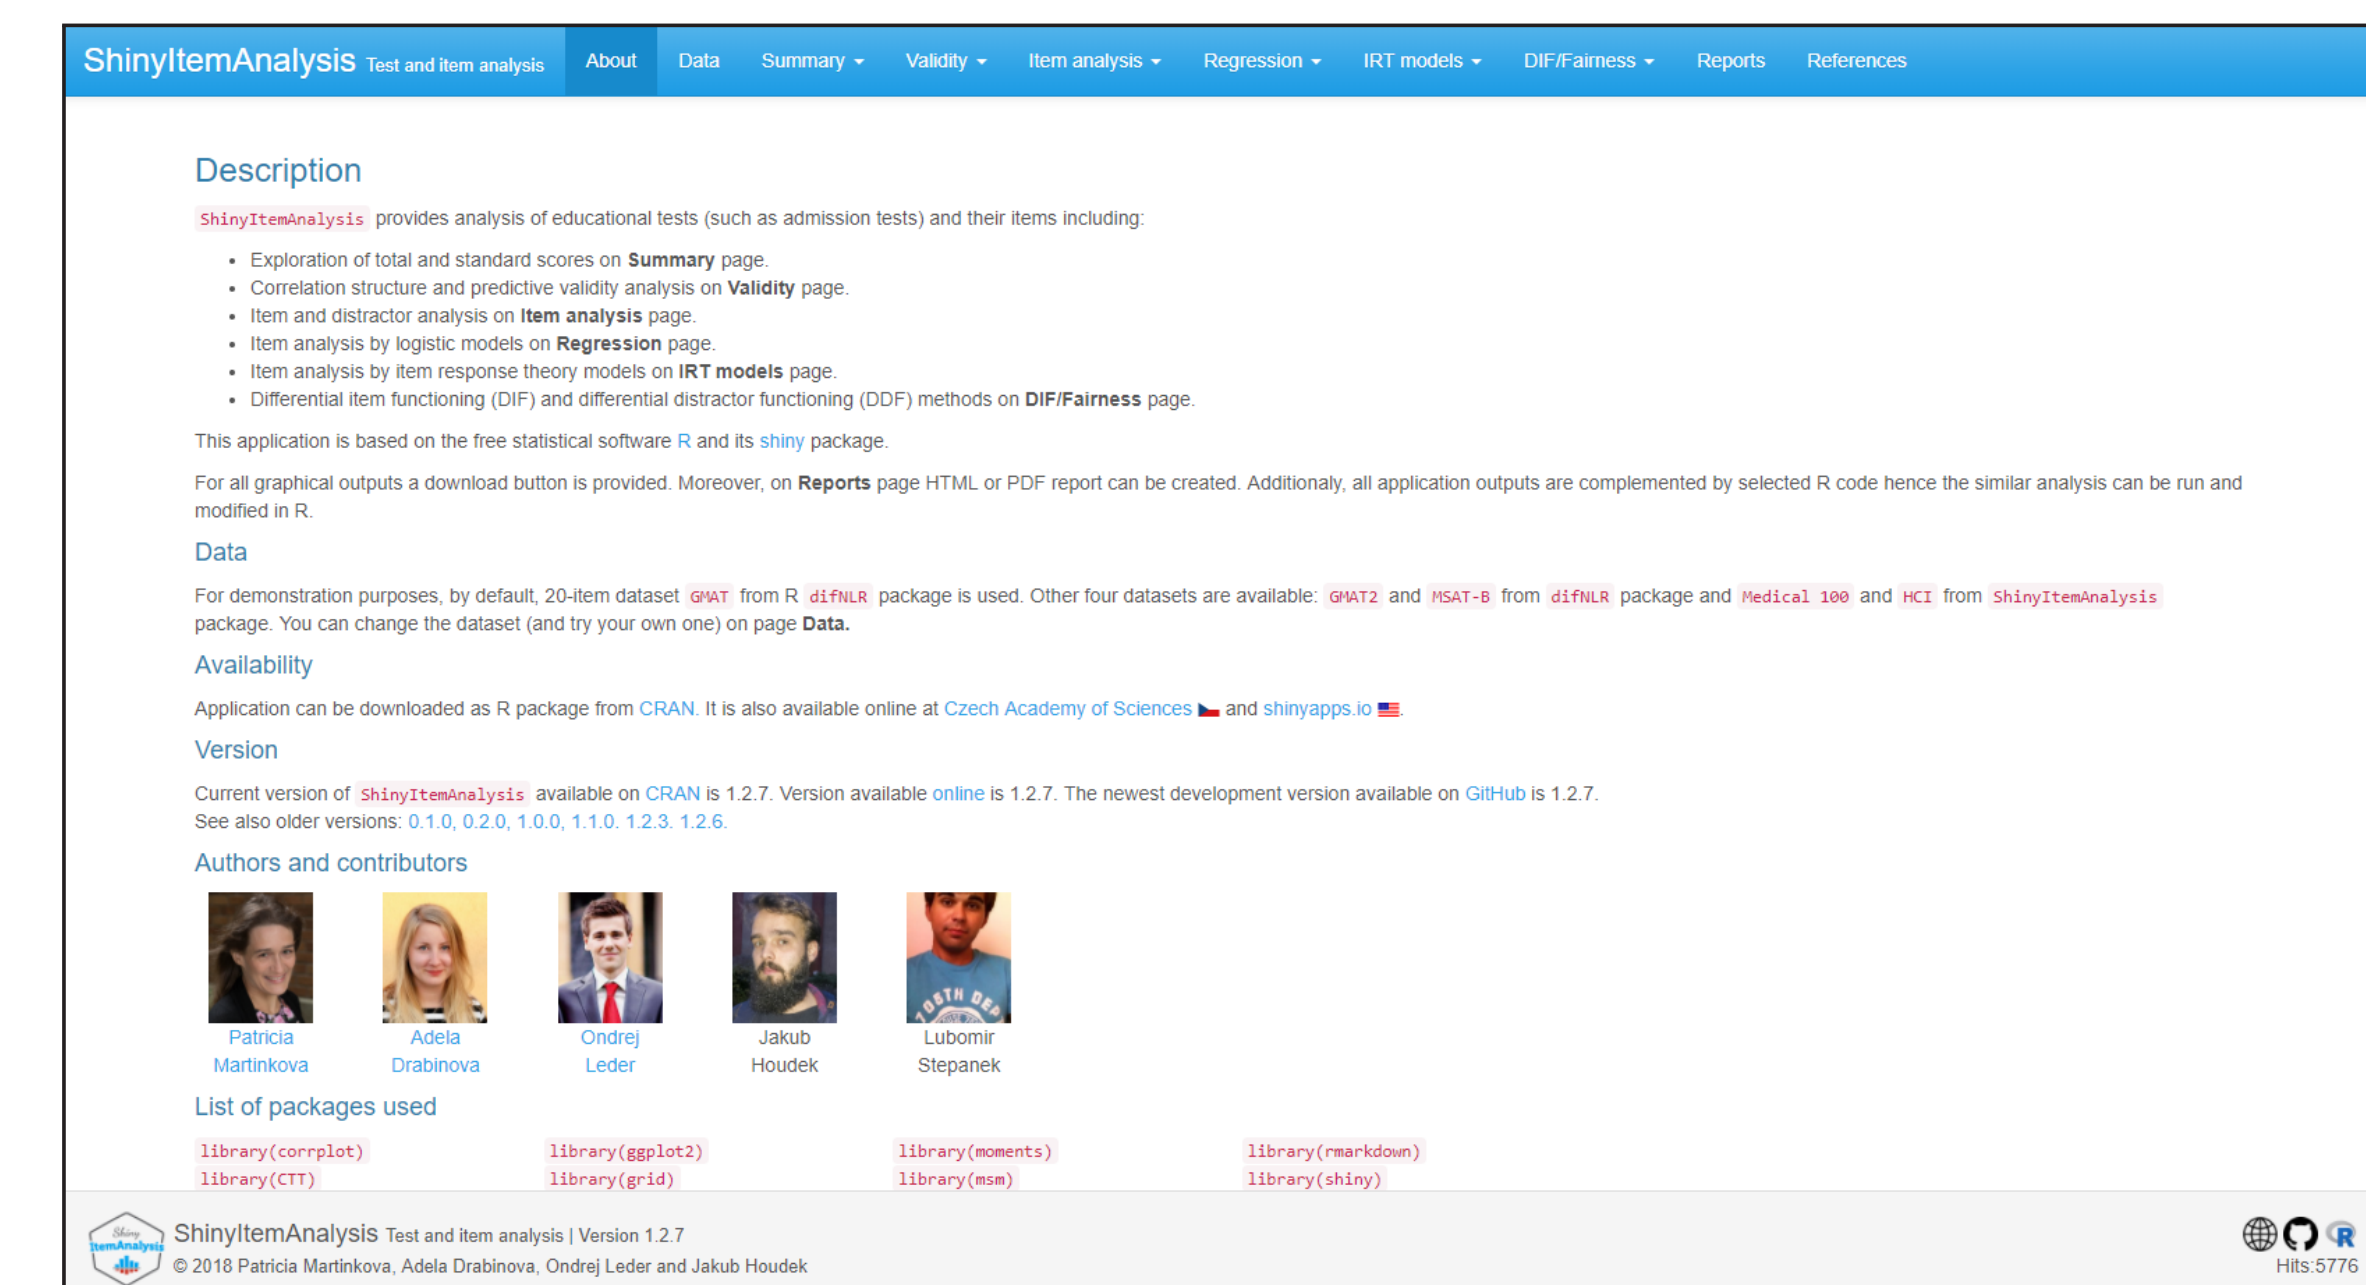 ShinyItemAnalysis Test and item analysis About Data Summary Validity Item analysis Regression IRT models DIF/Fairness Reports References
Description
ShinyItemAnalysis provides analysis of educational tests (such as admission tests) and their items including:
• Exploration of total and standard scores on Summary page.
• Correlation structure and predictive validity analysis on Validity page.
• Item and distractor analysis on Item analysis page.
• Item analysis by logistic models on Regression page.
• Item analysis by item response theory models on IRT models page.
• Differential item functioning (DIF) and differential distractor functioning (DDF) methods on DIF/Fairness page.
This application is based on the free statistical software R and its shiny package.
For all graphical outputs a download button is provided. Moreover, on Reports page HTML or PDF report can be created. Additionaly, all application outputs are complemented by selected R code hence the similar analysis can be run and
modified in R.
Data
For demonstration purposes, by default, 20-item dataset GMAT from R difNLR package is used. Other four datasets are available: GMAT2 and MSAT-B from difNLR package and Medical 100 and HCI from ShinyItemAnalysis
package. You can change the dataset (and try your own one) on page Data.
Availability
Application can be downloaded as R package from CRAN. It is also available online at Czech Academy of Sciences and shinyapps.io .
Version
Current version of ShinyItemAnalysis available on CRAN is 1.2.7. Version available online is 1.2.7. The newest development version available on GitHub is 1.2.7.
See also older versions: 0.1.0, 0.2.0, 1.0.0, 1.1.0. 1.2.3. 1.2.6.
Authors and contributors
Patricia Adela Ondrej Jakub Lubomir
Martinkova Drabinova Leder Houdek Stepanek
List of packages used
library(corrplot) library(ggplot2) library(moments) library(rmarkdown)
library(CTT) library(grid) library(msm) library(shiny)
Shiny
ItemAnalysis
ShinyItemAnalysis Test and item analysis | Version 1.2.7
© 2018 Patricia Martinkova, Adela Drabinova, Ondrej Leder and Jakub Houdek
R
Hits:5776